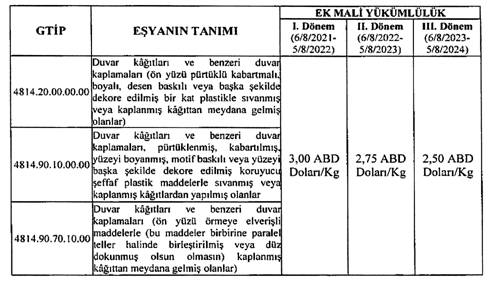 GTİP
EŞYANIN TANIMI
EK MALİ YÜKÜMLÜLÜK
I. Dönem
(6/8/2021-
5/8/2022)
II. Dönem
(6/8/2022-
5/8/2023)
III. Dönem
(6/8/2023-
5/8/2024)
4814.20.00.00.00
Duvar kâğıtları ve benzeri duvar
kaplamaları (ön yüzü pürtüklü kabartmalı,
boyalı, desen baskılı veya başka şekilde
dekore edilmiş bir kat plastikle sıvanmış
veya kaplanmış kâğıttan meydana gelmiş
olanlar)
4814.90.10.00.00
Duvar kâğıtları ve benzeri duvar
kaplamaları, pürtüklenmiş, kabartılmış,
yüzeyi boyanmış, motif baskılı veya yüzeyi
başka şekilde dekore edilmiş koruyucu
şeffaf plastik maddelerle sıvanmış veya
kaplanmış kâğıtlardan yapılmış olanlar
4814.90.70.10.00
Duvar kâğıtları ve benzeri duvar
kaplamaları (ön yüzü örmeye elverişli
maddelerle (bu maddeler birbirine paralel
teller halinde birleştirilmiş veya düz
dokunmuş olsun olmasın) kaplanmış
kâğıttan meydana gelmiş olanlar)
3,00 ABD
Doları/Kg
2,75 ABD
Doları/Kg
2,50 ABD
Doları/Kg